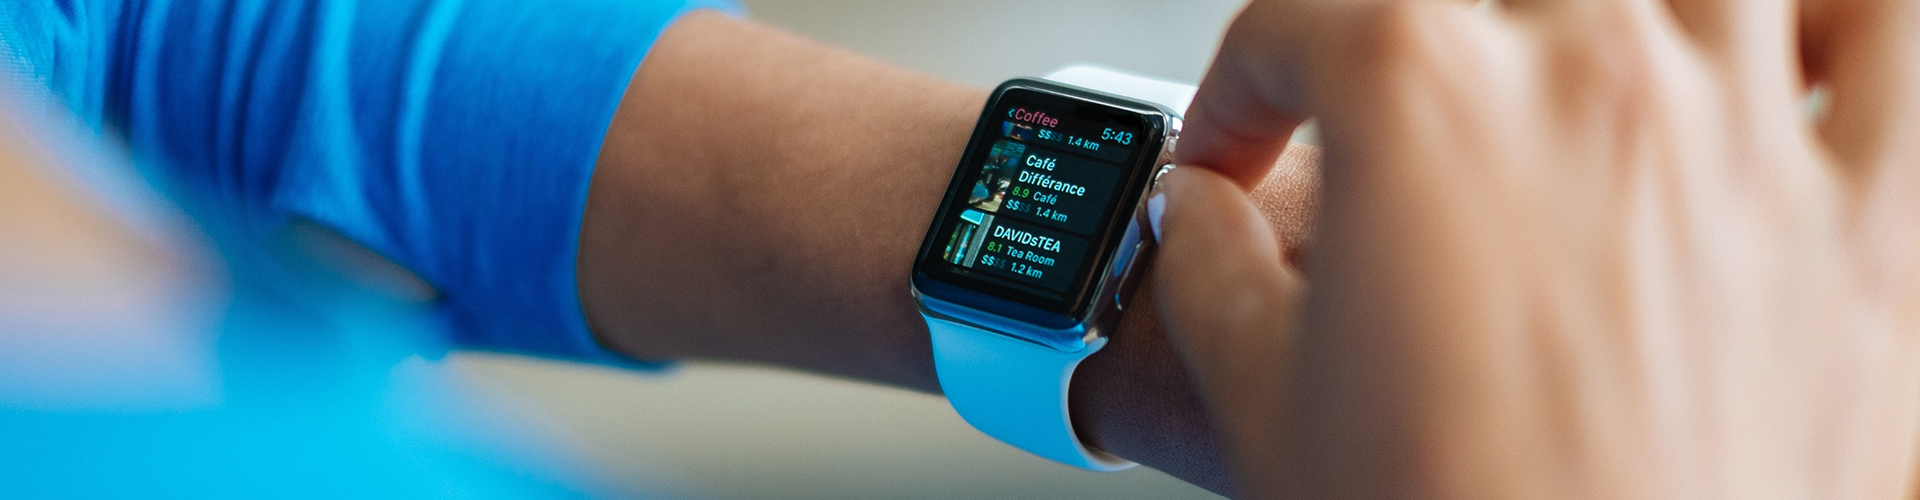 <Coffee 5:43
$$$$ 1.4 km
Café
Différance
8.9 Café
$$$$ 1.4 km
DAVIDsTEA
8.1 Tea Room
$$$$ 1.2 km